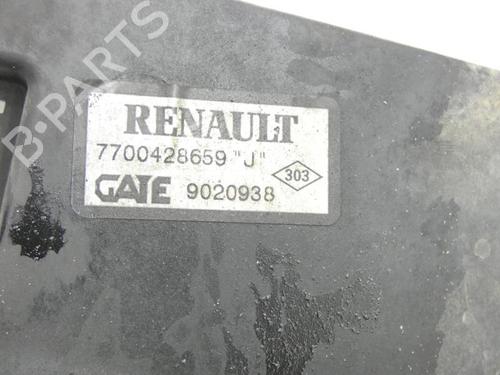 B-PARTS
RENAULT
7700428659 "J"
303
GATE 9020938